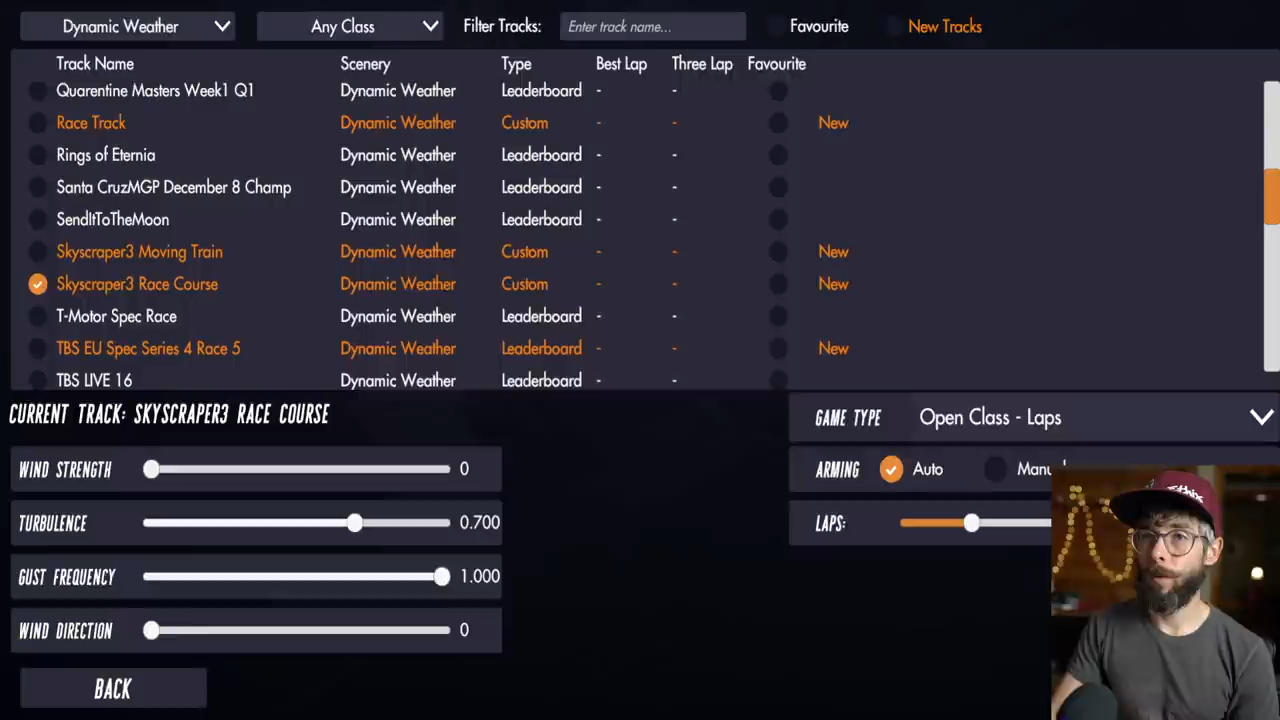 Dynamic Weather Any Class Filter Tracks: Enter track name... Favourite New Tracks
Track Name Scenery Type Best Lap Three Lap Favourite
Quarentine Masters Week1 Q1 Dynamic Weather Leaderboard - -
Race Track Dynamic Weather Custom - - New
Rings of Eternia Dynamic Weather Leaderboard - -
Santa CruzMGP December 8 Champ Dynamic Weather Leaderboard - -
SendItToTheMoon Dynamic Weather Leaderboard - -
Skyscraper3 Moving Train Dynamic Weather Custom - - New
Skyscraper3 Race Course Dynamic Weather Custom - - New
T-Motor Spec Race Dynamic Weather Leaderboard - -
TBS EU Spec Series 4 Race 5 Dynamic Weather Leaderboard - - New
TBS LIVE 16 Dynamic Weather Leaderboard - -
CURRENT TRACK: SKYSCRAPER3 RACE COURSE
GAME TYPE Open Class - Laps
WIND STRENGTH 0
ARMING Auto
TURBULENCE 0.700
LAPS:
GUST FREQUENCY 1.000
WIND DIRECTION 0
BACK